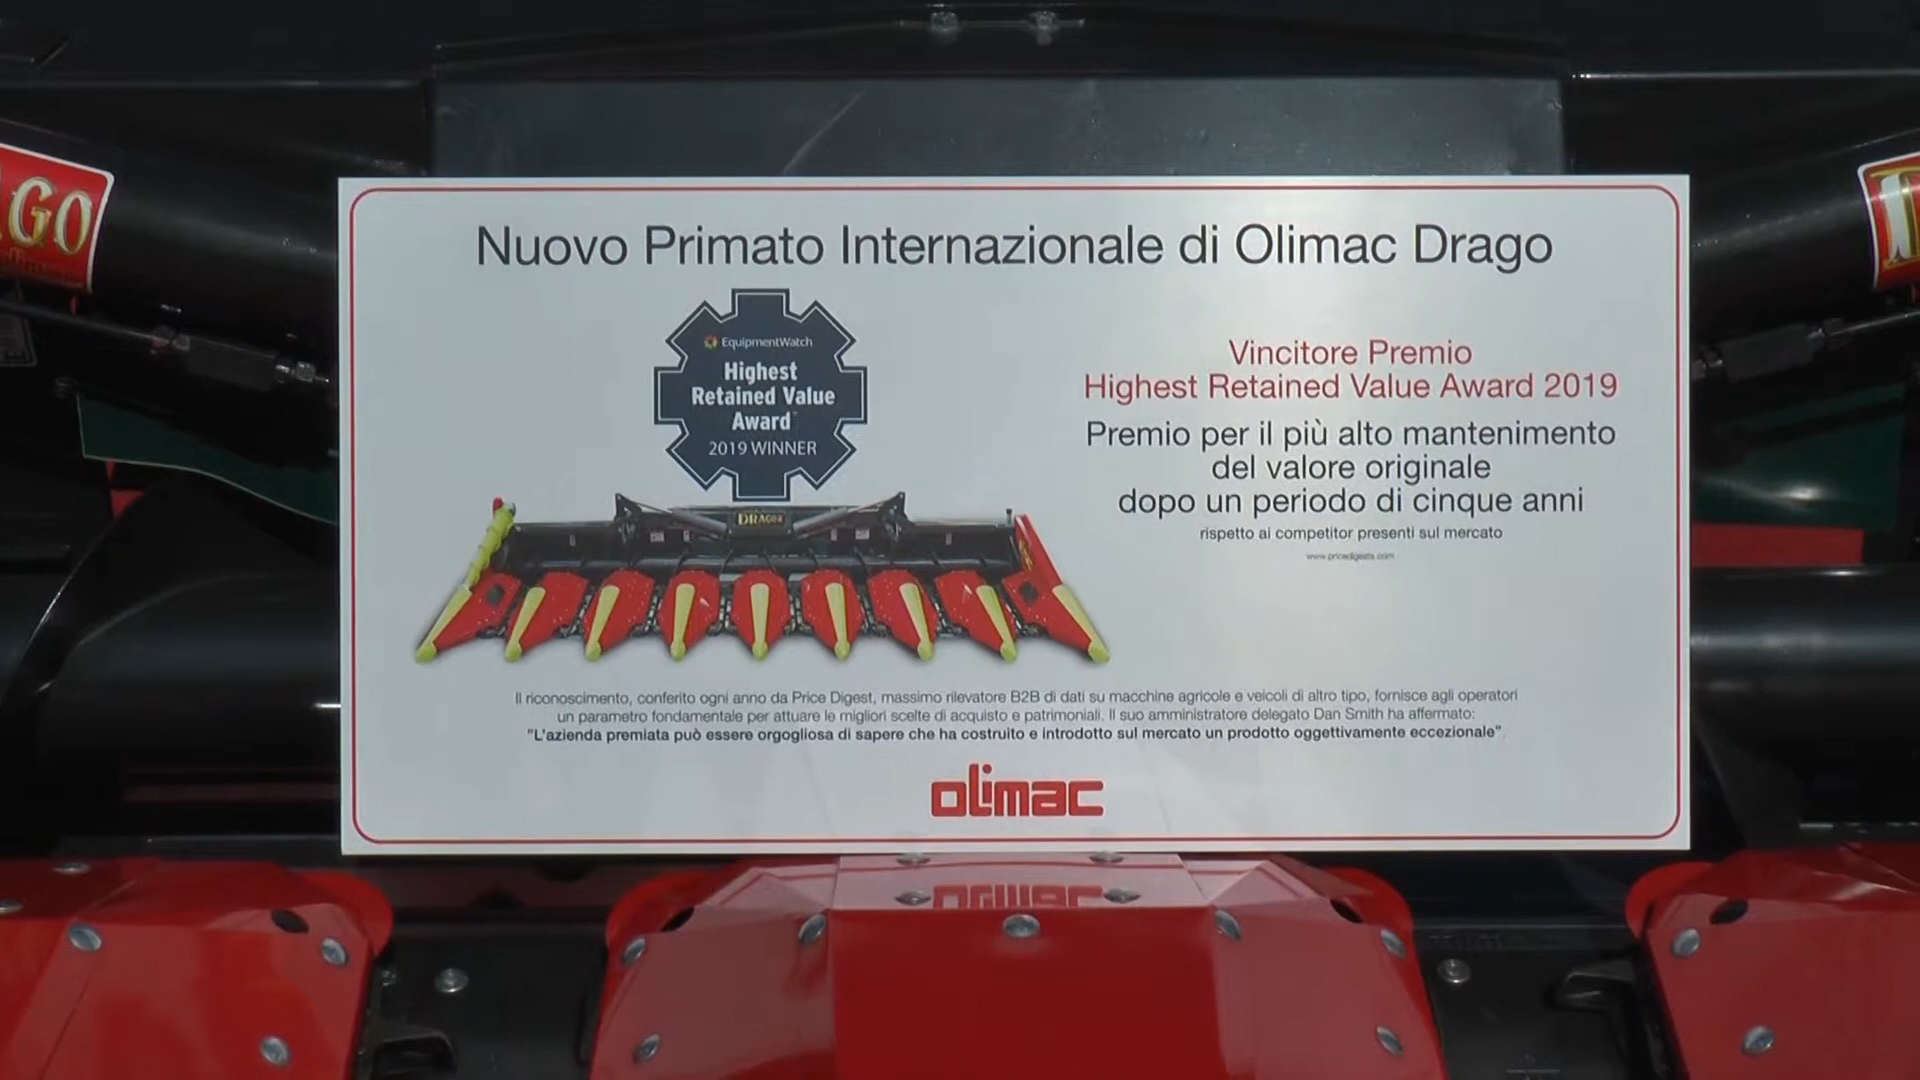 GO
Nuovo Primato Internazionale di Olimac Drago
EquipmentWatch
Highest
Retained Value
Award™
2019 WINNER
Vincitore Premio
Highest Retained Value Award 2019
Premio per il più alto mantenimento
del valore originale
dopo un periodo di cinque anni
rispetto ai competitor presenti sul mercato
www.pricedigests.com
DRAGO2
Il riconoscimento, conferito ogni anno da Price Digest, massimo rilevatore B2B di dati su macchine agricole e veicoli di altro tipo, fornisce agli operatori
un parametro fondamentale per attuare le migliori scelte di acquisto e patrimoniali. Il suo amministratore delegato Dan Smith ha affermato:
"L'azienda premiata può essere orgogliosa di sapere che ha costruito e introdotto sul mercato un prodotto oggettivamente eccezionale".
olimac